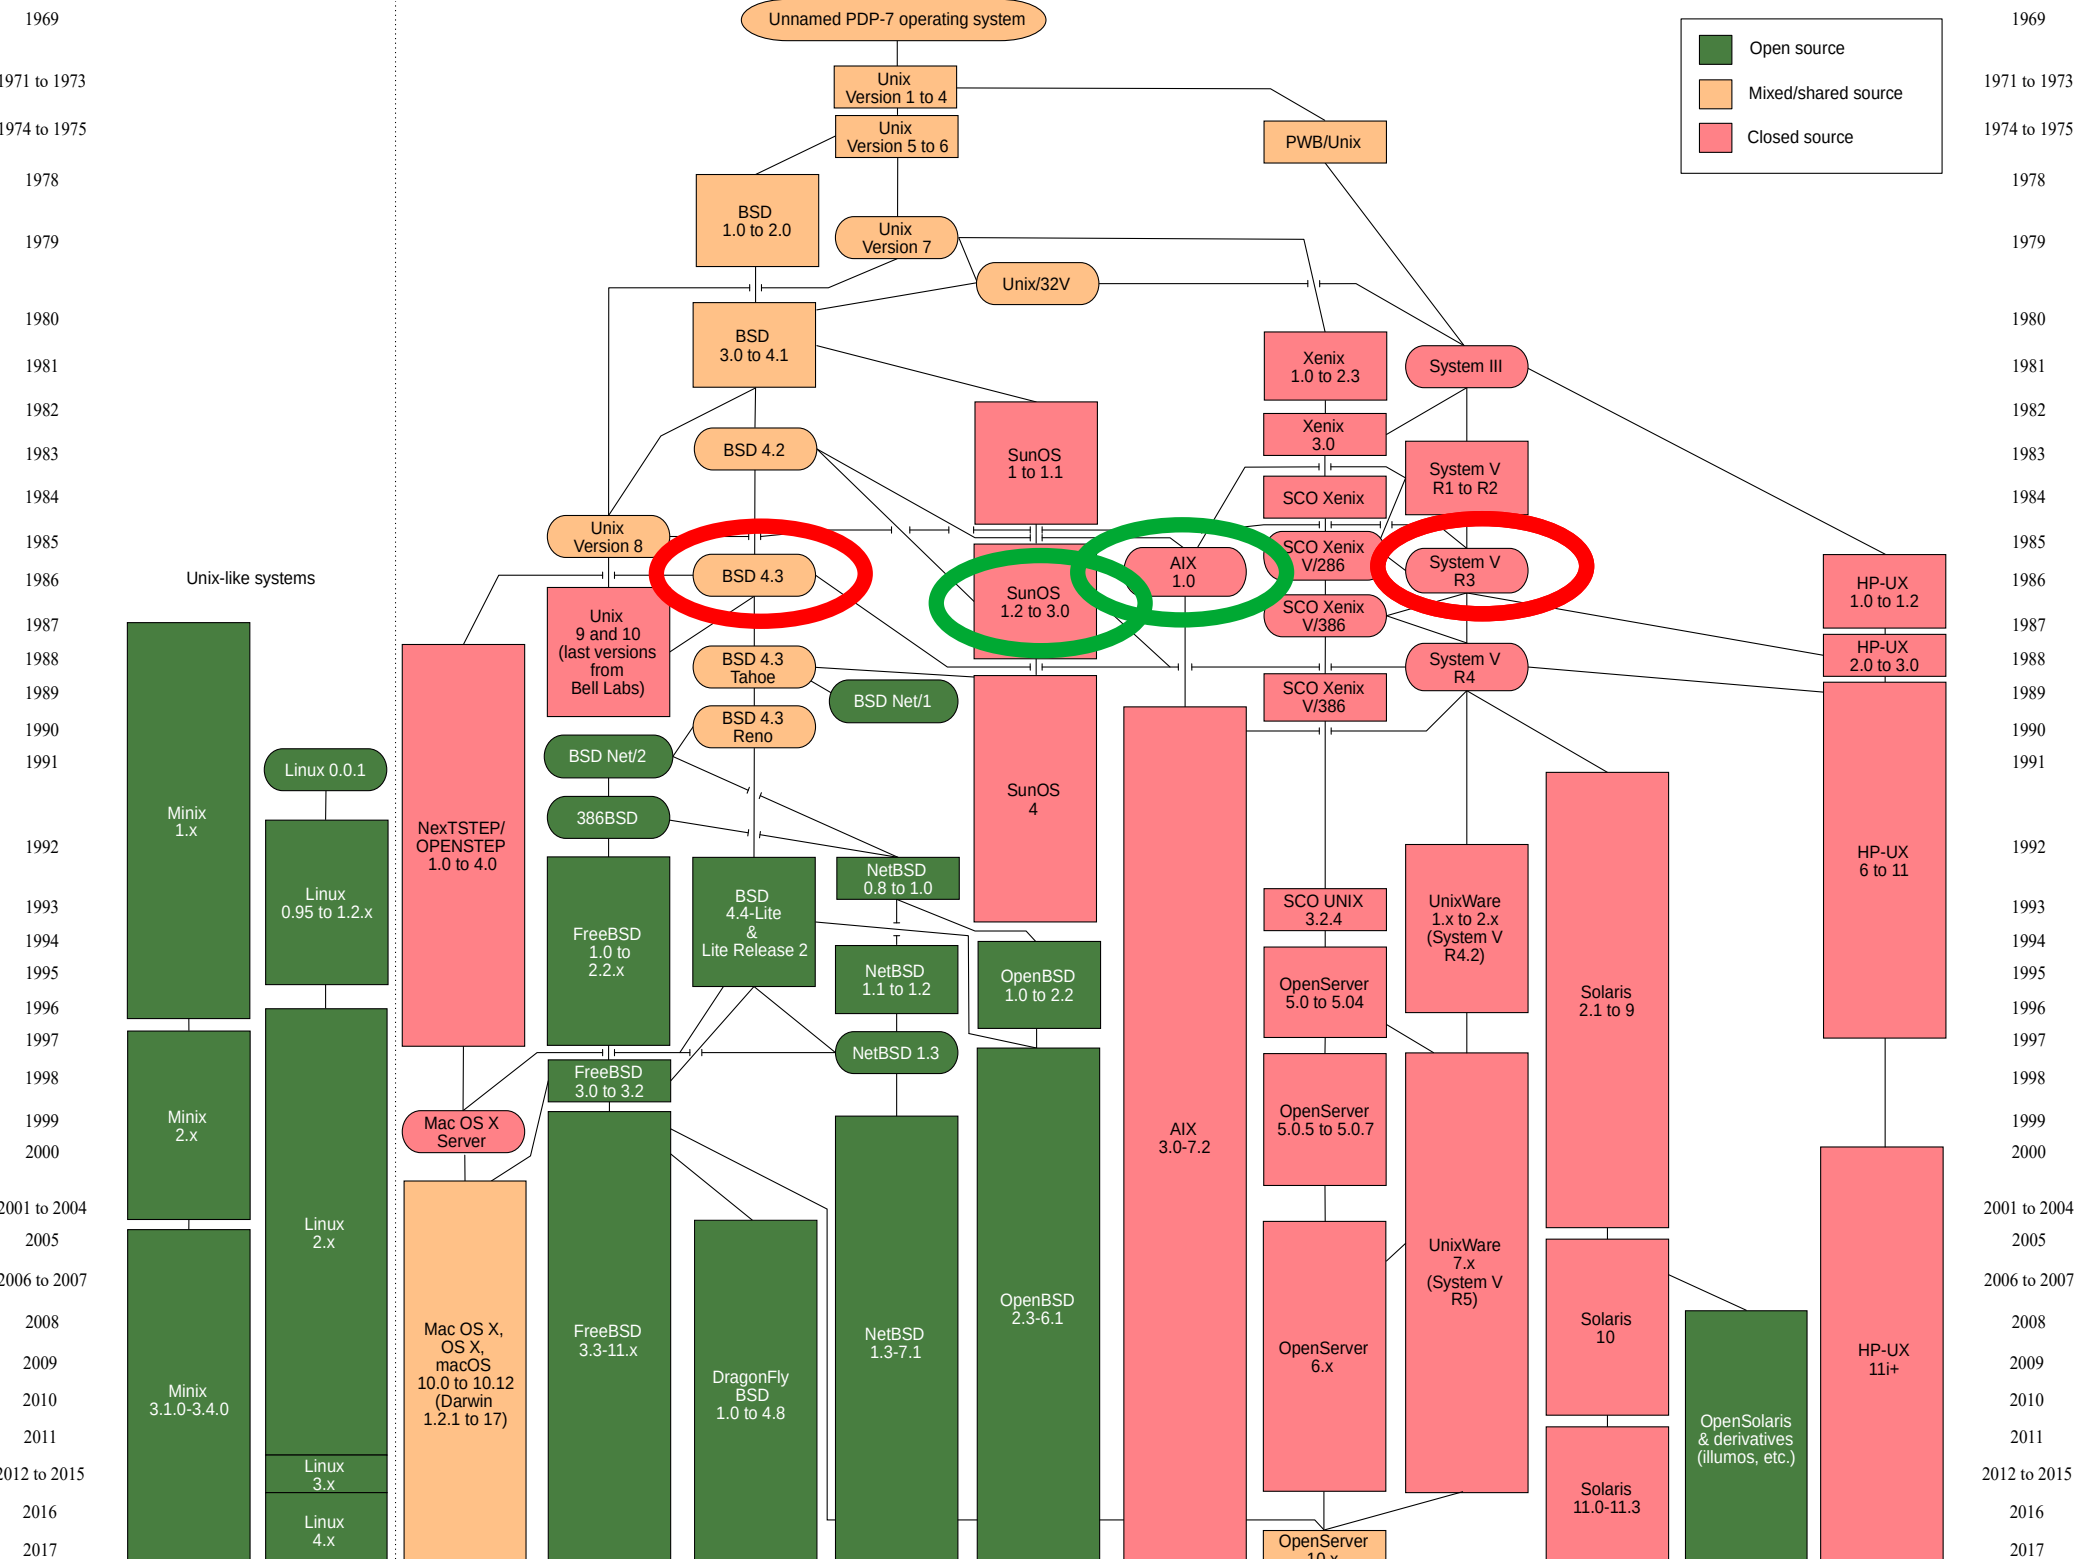 1969
Unnamed PDP-7 operating system
1969
Open source
Mixed/shared source
Closed source
1971 to 1973
Unix
Version 1 to 4
1971 to 1973
1974 to 1975
Unix
Version 5 to 6
PWB/Unix
1974 to 1975
1978
1978
BSD
1.0 to 2.0
Unix
Version 7
1979
1979
Unix/32V
1980
1980
BSD
3.0 to 4.1
Xenix
1.0 to 2.3
System III
1981
1981
1982
1982
Xenix
3.0
BSD 4.2
1983
1983
SunOS
1 to 1.1
System V
R1 to R2
1984
1984
SCO Xenix
Unix
Version 8
1985
1985
SCO Xenix
V/286
BSD 4.3
AIX
1.0
System V
R3
1986
1986
Unix-like systems
SunOS
1.2 to 3.0
HP-UX
1.0 to 1.2
Unix
9 and 10
(last versions
from
Bell Labs)
SCO Xenix
V/386
1987
1987
BSD 4.3
Tahoe
System V
R4
HP-UX
2.0 to 3.0
1988
1988
1989
1989
BSD Net/1
SCO Xenix
V/386
BSD 4.3
Reno
1990
1990
BSD Net/2
1991
1991
Linux 0.0.1
Minix
1.x
386BSD
SunOS
4
NexTSTEP/
OPENSTEP
1.0 to 4.0
1992
1992
NetBSD
0.8 to 1.0
HP-UX
6 to 11
Linux
0.95 to 1.2.x
BSD
4.4-Lite
&
Lite Release 2
SCO UNIX
3.2.4
UnixWare
1.x to 2.x
(System V
R4.2)
1993
1993
FreeBSD
1.0 to
2.2.x
1994
1994
NetBSD
1.1 to 1.2
OpenBSD
1.0 to 2.2
1995
1995
OpenServer
5.0 to 5.04
Solaris
2.1 to 9
1996
1996
1997
1997
NetBSD 1.3
FreeBSD
3.0 to 3.2
1998
1998
Minix
2.x
Mac OS X
Server
AIX
3.0-7.2
OpenServer
5.0.5 to 5.0.7
1999
1999
2000
2000
2001 to 2004
2001 to 2004
Linux
2.x
2005
2005
UnixWare
7.x
(System V
R5)
2006 to 2007
2006 to 2007
OpenBSD
2.3-6.1
2008
2008
Mac OS X,
OS X,
macOS
10.0 to 10.12
(Darwin
1.2.1 to 17)
FreeBSD
3.3-11.x
NetBSD
1.3-7.1
OpenServer
6.x
Solaris
10
HP-UX
11i+
2009
2009
Minix
3.1.0-3.4.0
DragonFly
BSD
1.0 to 4.8
2010
2010
OpenSolaris
& derivatives
(illumos, etc.)
2011
2011
Linux
3.x
2012 to 2015
2012 to 2015
Solaris
11.0-11.3
2016
2016
Linux
4.x
OpenServer
10.x
2017
2017